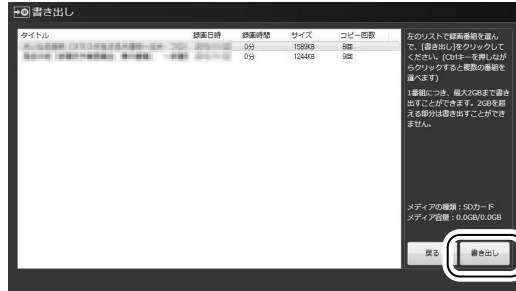 書き出し
タイトル 録画日時 録画時間 サイズ コピー回数
0分 1589KB 8回
0分 1244KB 9回
左のリストで録画番組を選ん
で、[書き出し]をクリックして
ください。(Ctrlキーを押しなが
らクリックすると複数の番組を
選べます)
1番組につき、最大2GBまで書き
出すことができます。2GBを超
える部分は書き出すことができ
ません。
メディアの種類:SDカード
メディア容量:0.0GB/0.0GB
戻る 書き出し